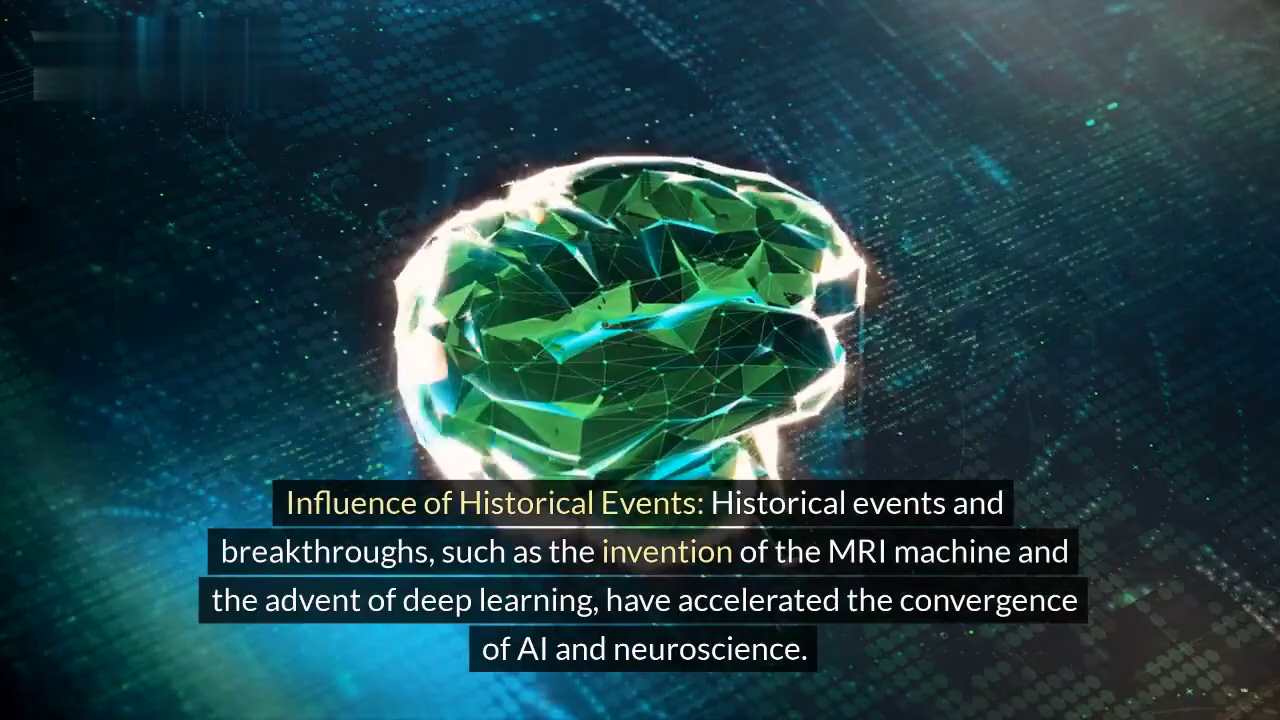 Influence of Historical Events: Historical events and
breakthroughs, such as the invention of the MRI machine and
the advent of deep learning, have accelerated the convergence
of AI and neuroscience.